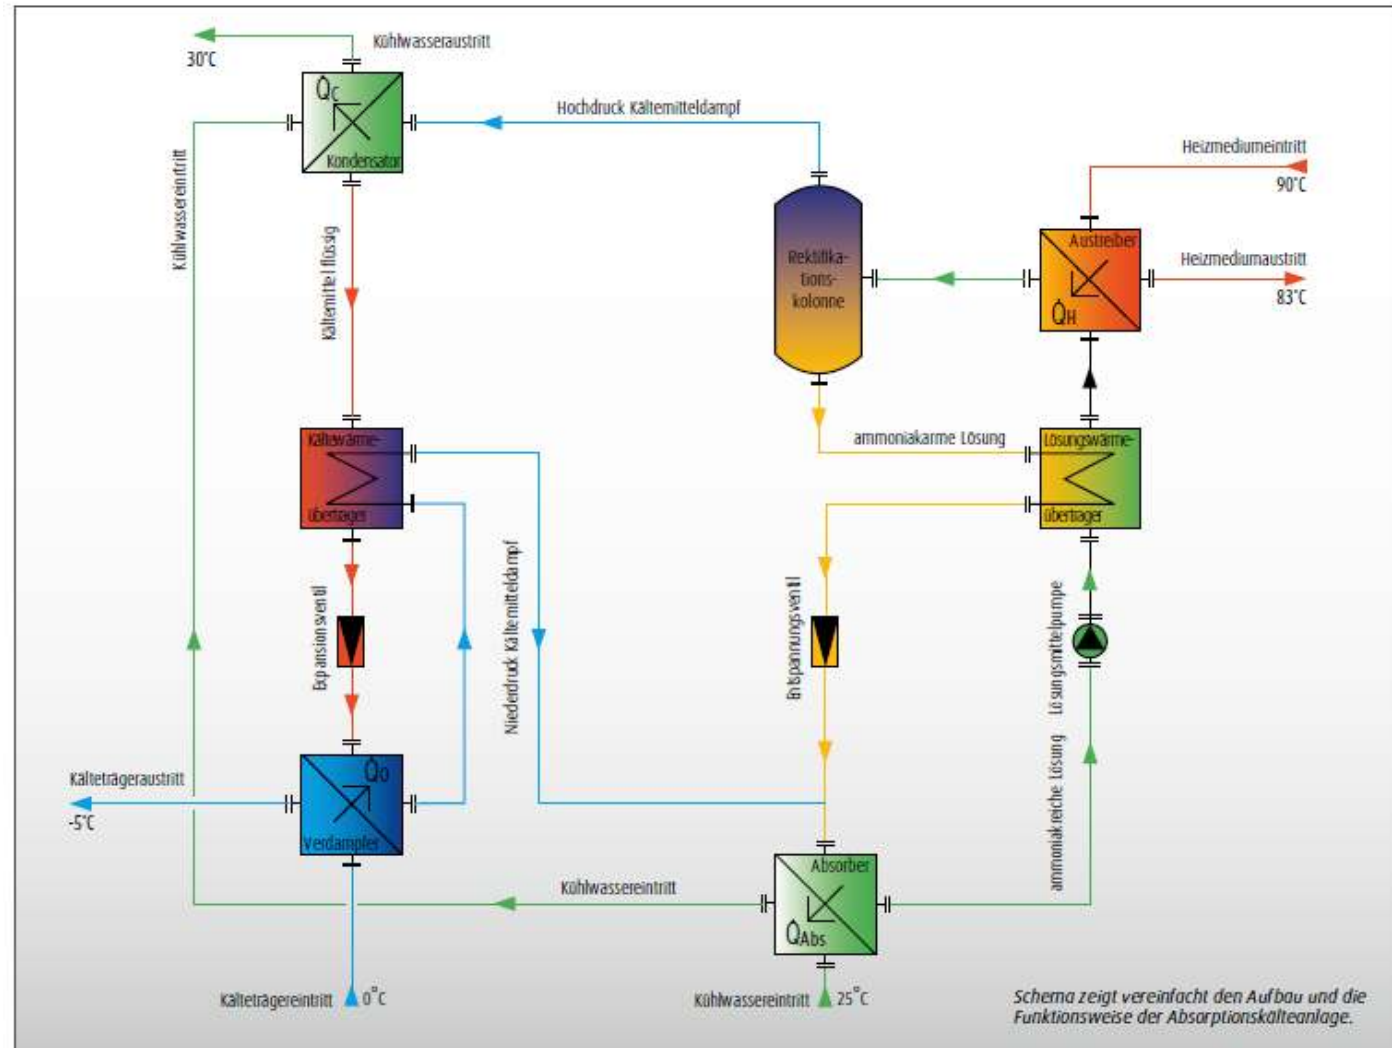 Kühlwasseraustritt
30°C
Q̇C
Kondensator
Hochdruck Kältemitteldampf
Heizmediumeintritt
90°C
Austreiber
Q̇H
Heizmediumaustritt
83°C
Rektifika-
tions-
kolonne
Kühlwassereintritt
Kältemittel flüssig
Kältewärme-
übertrager
ammoniakarme Lösung
Lösungswärme-
übertrager
Expansionsventil
Niederdruck Kältemitteldampf
Entspannungsventil
Lösungsmittelpumpe
ammoniakreiche Lösung
Kälteträgeraustritt
-5°C
Q̇0
Verdampfer
Kühlwassereintritt
Absorber
Q̇Abs
Kälteträgereintritt
0°C
Kühlwassereintritt
25°C
Schema zeigt vereinfacht den Aufbau und die
Funktionsweise der Absorptionskälteanlage.